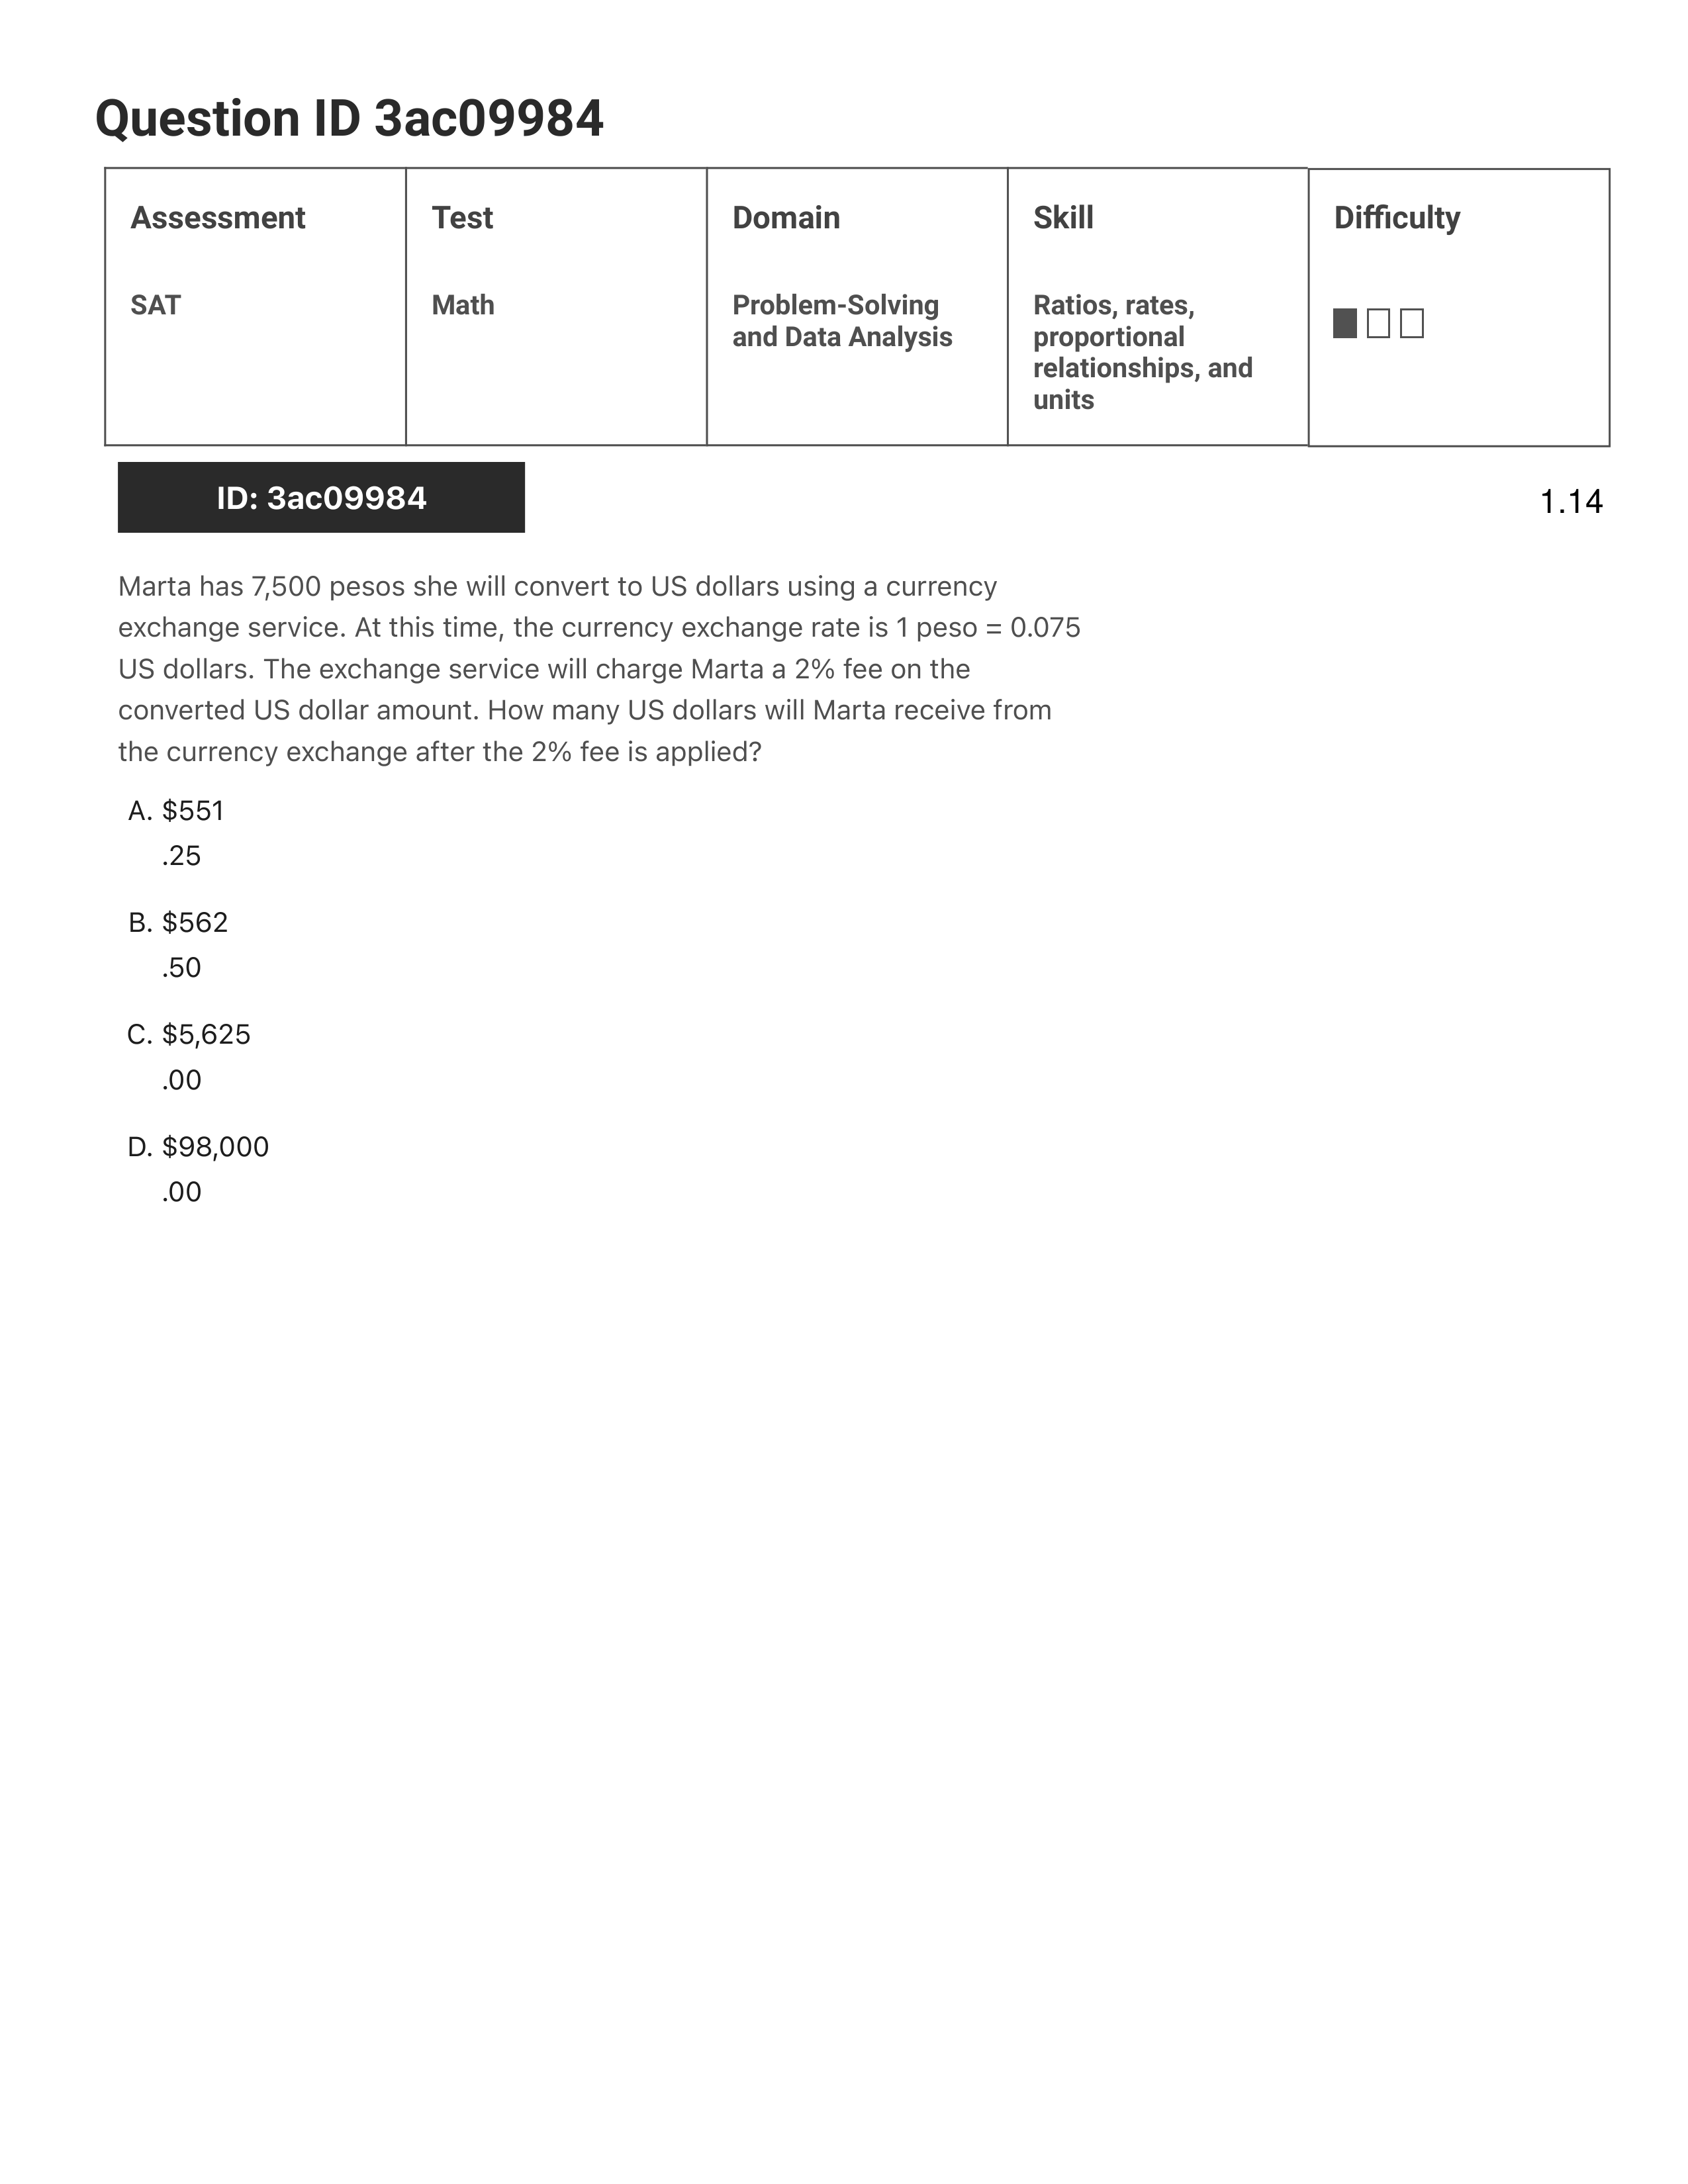 Question ID 3ac09984
Assessment
Test
Domain
Skill
Difficulty
SAT
Math
Problem-Solving
and Data Analysis
Ratios, rates,
proportional
relationships, and
units
ID: 3ac09984
1.14
Marta has 7,500 pesos she will convert to US dollars using a currency
exchange service. At this time, the currency exchange rate is 1 peso = 0.075
US dollars. The exchange service will charge Marta a 2% fee on the
converted US dollar amount. How many US dollars will Marta receive from
the currency exchange after the 2% fee is applied?
A. $551
.25
B. $562
.50
C. $5,625
.00
D. $98,000
.00